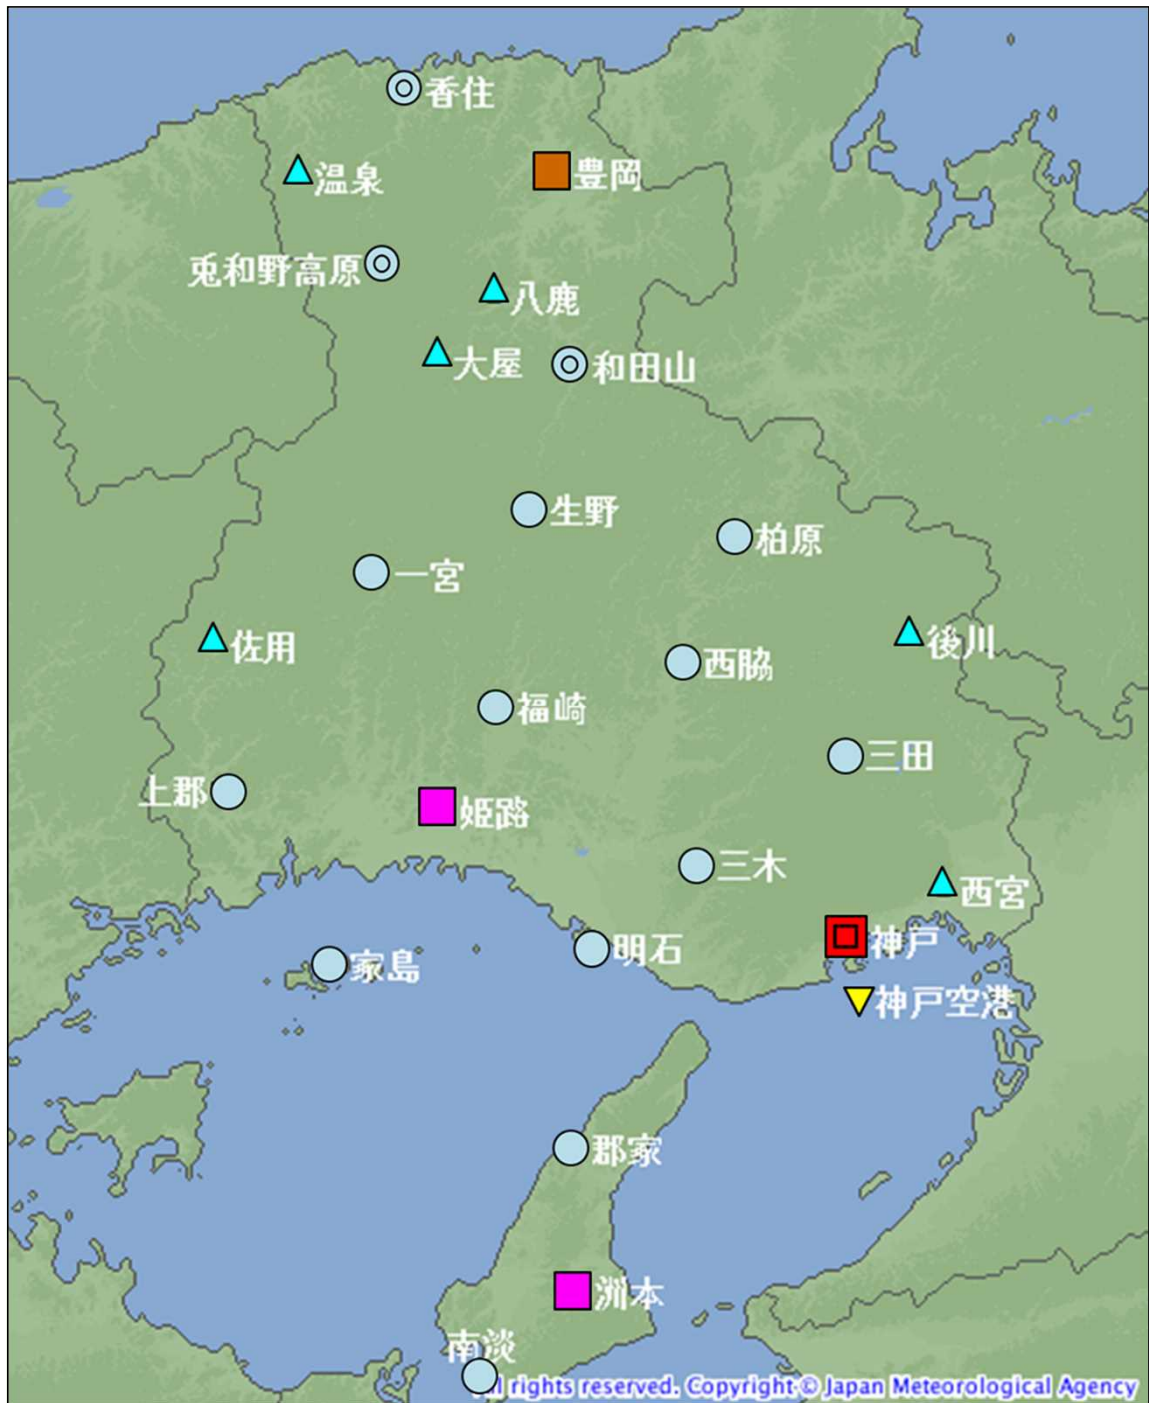 香住
温泉
豊岡
兎和野高原
八鹿
大屋
和田山
生野
柏原
一宮
佐用
後川
西脇
福崎
三田
上郡
姫路
三木
西宮
神戸
明石
家島
神戸空港
郡家
洲本
南淡
All rights reserved. Copyright © Japan Meteorological Agency